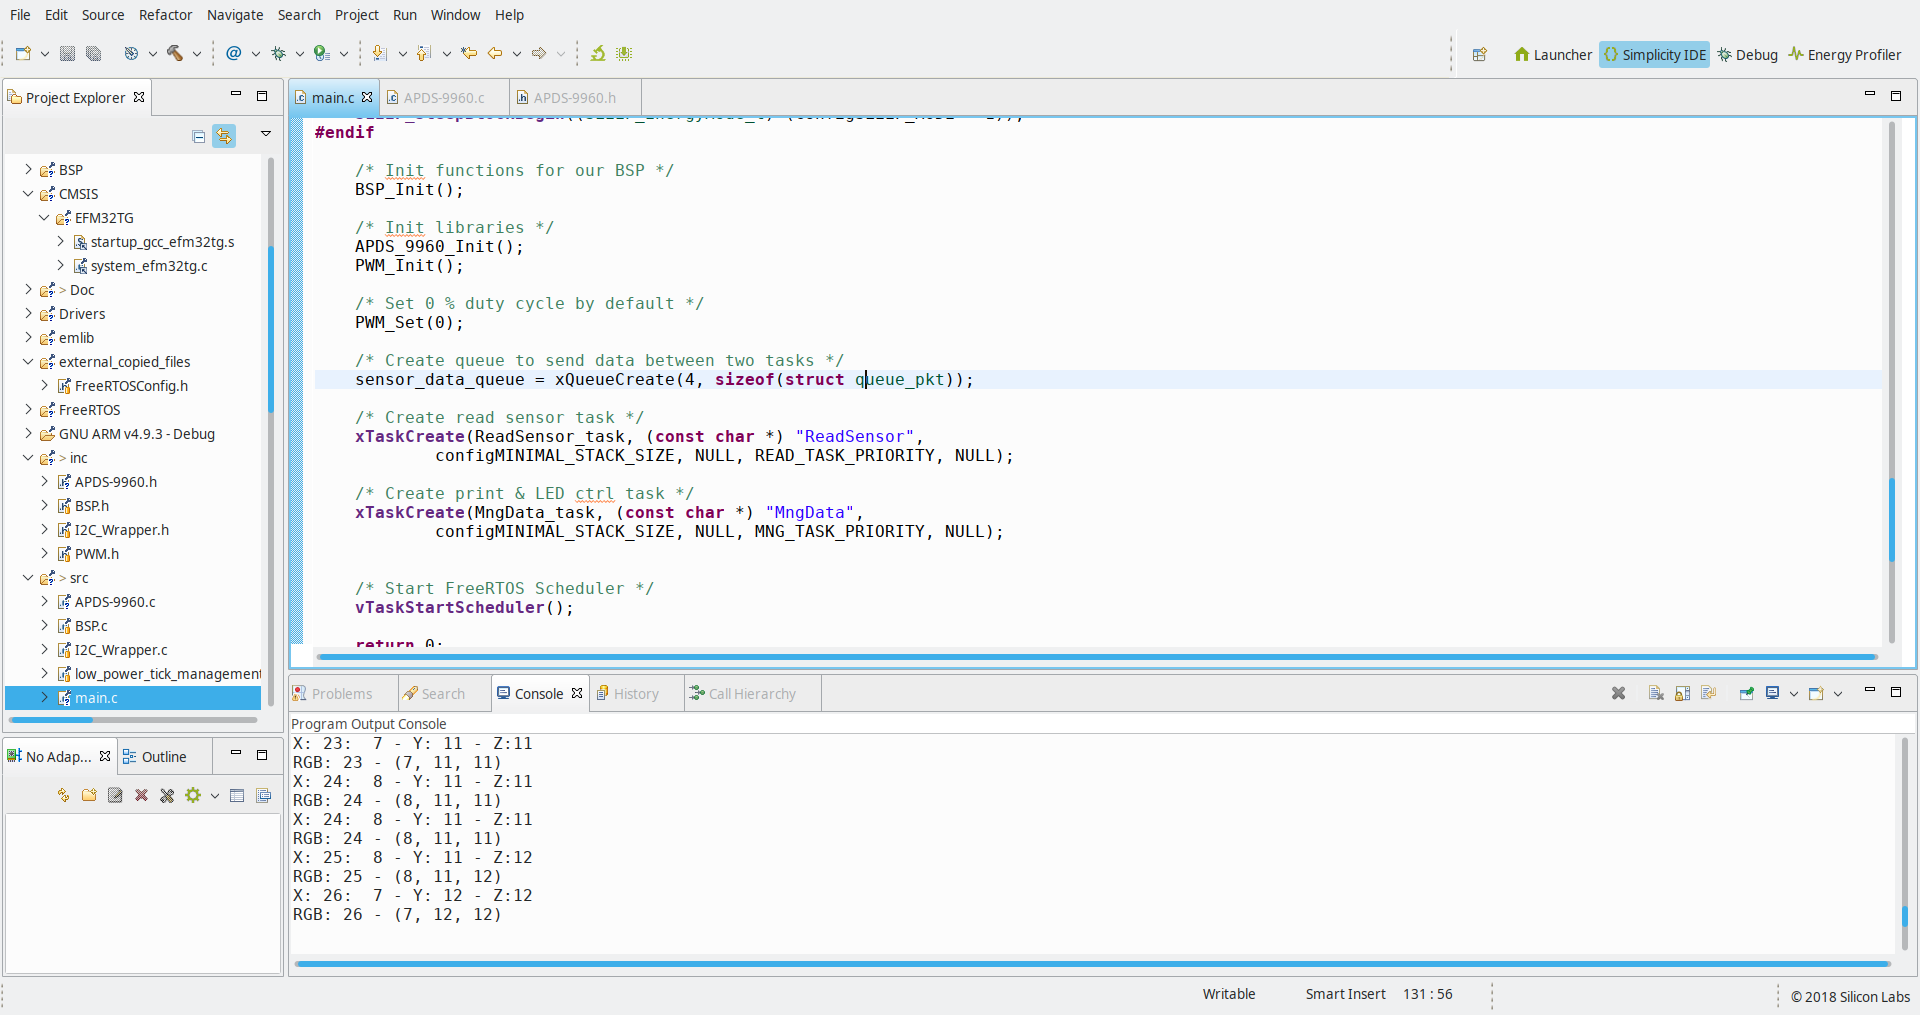 File Edit Source Refactor Navigate Search Project Run Window Help
Launcher Simplicity IDE Debug Energy Profiler
Project Explorer
BSP
CMSIS
EFM32TG
startup_gcc_efm32tg.s
system_efm32tg.c
> Doc
Drivers
emlib
external_copied_files
FreeRTOSConfig.h
FreeRTOS
GNU ARM v4.9.3 - Debug
> inc
APDS-9960.h
BSP.h
I2C_Wrapper.h
PWM.h
> src
APDS-9960.c
BSP.c
I2C_Wrapper.c
low_power_tick_management
main.c
No Adap... Outline
main.c APDS-9960.c APDS-9960.h
#endif
/* Init functions for our BSP */
BSP_Init();
/* Init libraries */
APDS_9960_Init();
PWM_Init();
/* Set 0 % duty cycle by default */
PWM_Set(0);
/* Create queue to send data between two tasks */
sensor_data_queue = xQueueCreate(4, sizeof(struct queue_pkt));
/* Create read sensor task */
xTaskCreate(ReadSensor_task, (const char *) "ReadSensor",
configMINIMAL_STACK_SIZE, NULL, READ_TASK_PRIORITY, NULL);
/* Create print & LED ctrl task */
xTaskCreate(MngData_task, (const char *) "MngData",
configMINIMAL_STACK_SIZE, NULL, MNG_TASK_PRIORITY, NULL);
/* Start FreeRTOS Scheduler */
vTaskStartScheduler();
return 0;
Problems Search Console History Call Hierarchy
Program Output Console
X: 23:  7 - Y: 11 - Z:11
RGB: 23 - (7, 11, 11)
X: 24:  8 - Y: 11 - Z:11
RGB: 24 - (8, 11, 11)
X: 24:  8 - Y: 11 - Z:11
RGB: 24 - (8, 11, 11)
X: 25:  8 - Y: 11 - Z:12
RGB: 25 - (8, 11, 12)
X: 26:  7 - Y: 12 - Z:12
RGB: 26 - (7, 12, 12)
Writable Smart Insert 131 : 56
© 2018 Silicon Labs